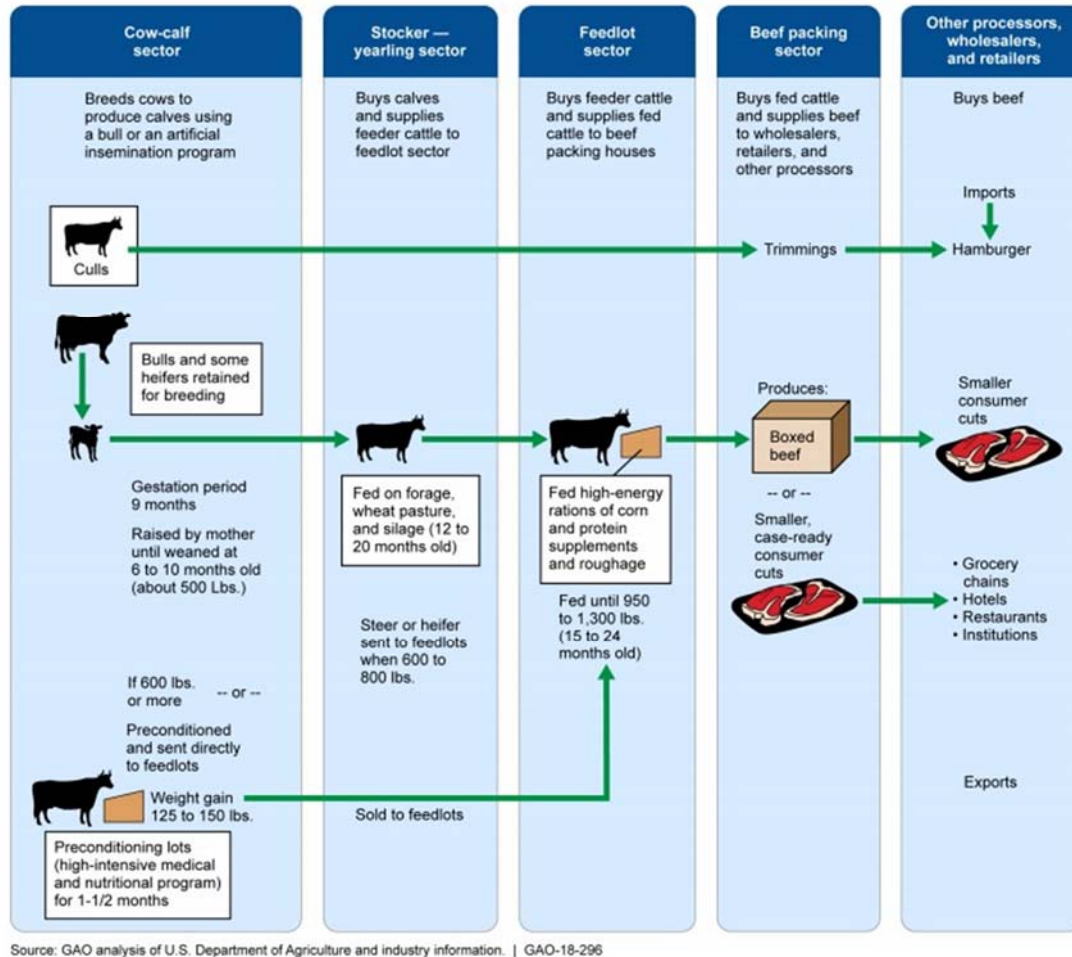 Cow-calf
sector
Breeds cows to
produce calves using
a bull or an artificial
insemination program
Culls
Bulls and some
heifers retained
for breeding
Gestation period
9 months
Raised by mother
until weaned at
6 to 10 months old
(about 500 Lbs.)
If 600 lbs. -- or --
or more
Preconditioned
and sent directly
to feedlots
Weight gain
125 to 150 lbs.
Preconditioning lots
(high-intensive medical
and nutritional program)
for 1-1/2 months
Stocker —
yearling sector
Buys calves
and supplies
feeder cattle to
feedlot sector
Fed on forage,
wheat pasture,
and silage (12 to
20 months old)
Steer or heifer
sent to feedlots
when 600 to
800 lbs.
Sold to feedlots
Feedlot
sector
Buys feeder cattle
and supplies fed
cattle to beef
packing houses
Fed high-energy
rations of corn
and protein
supplements
and roughage
Fed until 950
to 1,300 lbs.
(15 to 24
months old)
Beef packing
sector
Buys fed cattle
and supplies beef
to wholesalers,
retailers, and
other processors
Trimmings
Produces:
Boxed
beef
-- or --
Smaller,
case-ready
consumer
cuts
Other processors,
wholesalers,
and retailers
Buys beef
Imports
Hamburger
Smaller
consumer
cuts
• Grocery
chains
• Hotels
• Restaurants
• Institutions
Exports
Source: GAO analysis of U.S. Department of Agriculture and industry information. | GAO-18-296